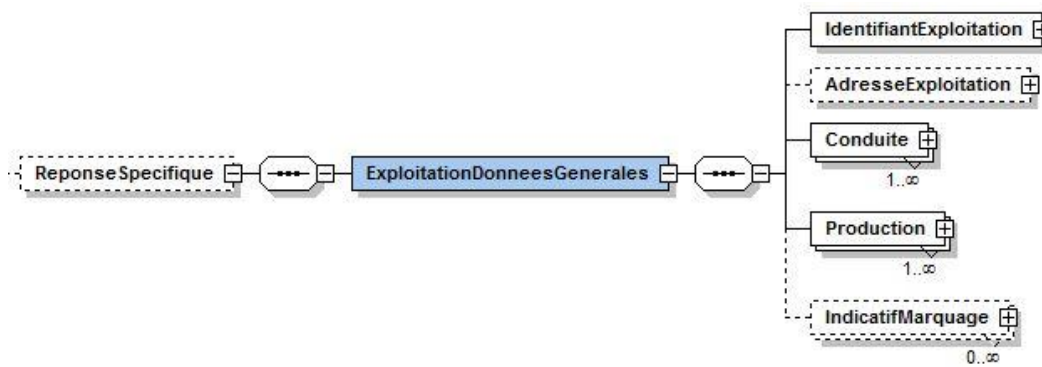 IdentifiantExploitation
AdresseExploitation
Conduite
1..∞
ReponseSpecifique
ExploitationDonneesGenerales
Production
1..∞
IndicatifMarquage
0..∞